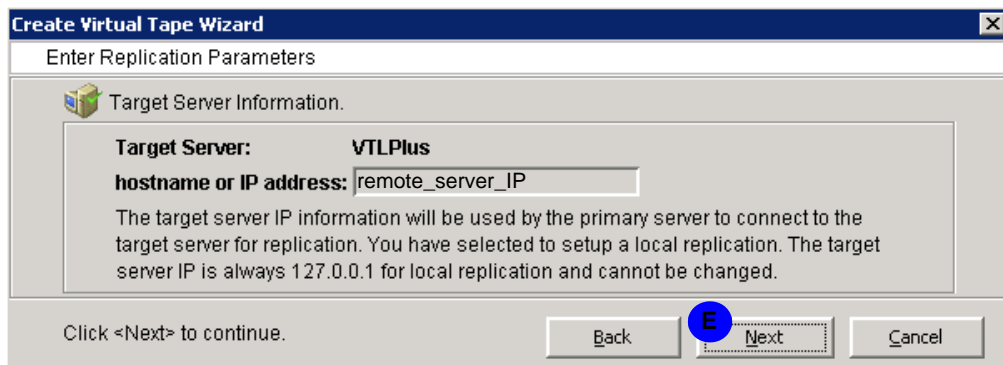 Create Virtual Tape Wizard
Enter Replication Parameters
Target Server Information.
Target Server: VTLPlus
hostname or IP address: remote_server_IP
The target server IP information will be used by the primary server to connect to the
target server for replication. You have selected to setup a local replication. The target
server IP is always 127.0.0.1 for local replication and cannot be changed.
Click <Next> to continue.
Back E Next Cancel